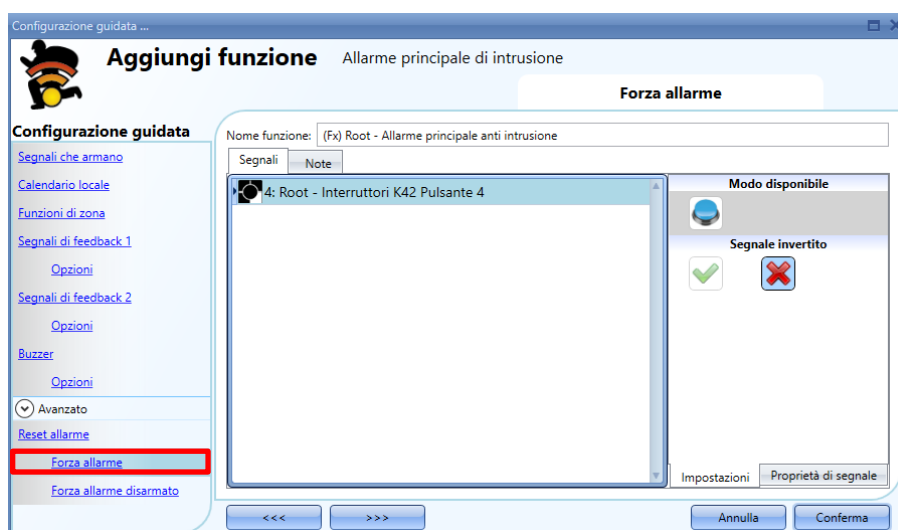 Configurazione guidata ...
Aggiungi funzione Allarme principale di intrusione
Forza allarme
Configurazione guidata
Segnali che armano
Calendario locale
Funzioni di zona
Segnali di feedback 1
Opzioni
Segnali di feedback 2
Opzioni
Buzzer
Opzioni
Avanzato
Reset allarme
Forza allarme
Forza allarme disarmato
Nome funzione: (Fx) Root - Allarme principale anti intrusione
Segnali Note
4: Root - Interruttori K42 Pulsante 4
Modo disponibile
Segnale invertito
Impostazioni Proprietà di segnale
<<< >>> Annulla Conferma